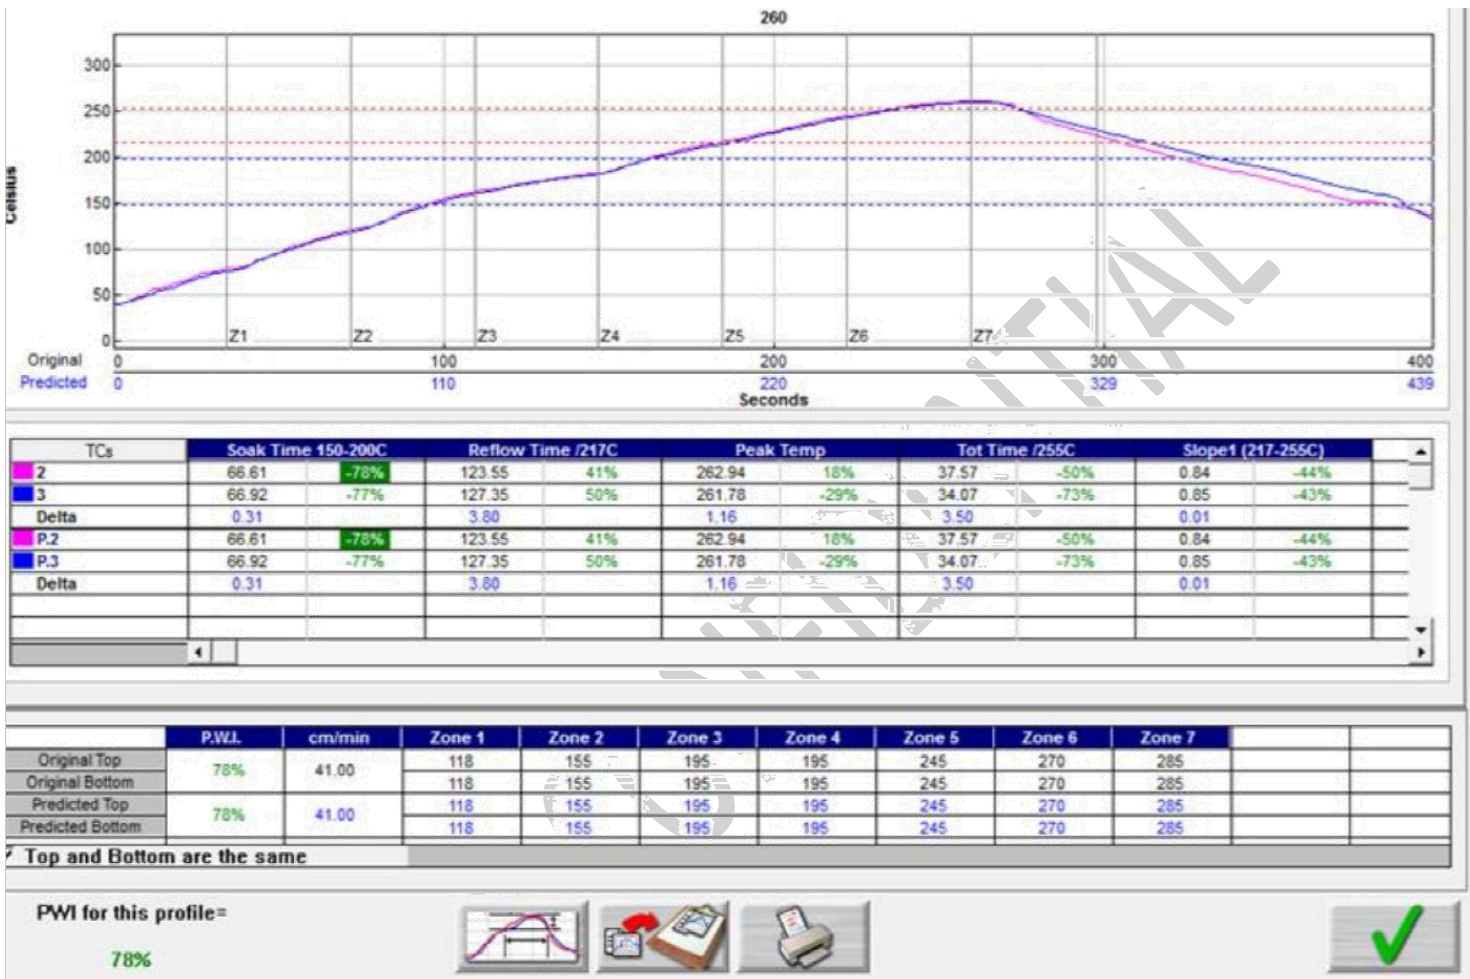 260
300
250
200
150
100
50
0
Celsius
Z1 Z2 Z3 Z4 Z5 Z6 Z7
Original 0 100 200 300 400
Predicted 0 110 220 329 439
Seconds
TCs Soak Time 150-200C Reflow Time /217C Peak Temp Tot Time /255C Slope1 (217-255C)
2 66.61 -78% 123.55 41% 262.94 18% 37.57 -50% 0.84 -44%
3 66.92 -77% 127.35 50% 261.78 -29% 34.07 -73% 0.85 -43%
Delta 0.31 3.80 1.16 3.50 0.01
P.2 66.61 -78% 123.55 41% 262.94 18% 37.57 -50% 0.84 -44%
P.3 66.92 -77% 127.35 50% 261.78 -29% 34.07 -73% 0.85 -43%
Delta 0.31 3.80 1.16 3.50 0.01
P.W.I. cm/min Zone 1 Zone 2 Zone 3 Zone 4 Zone 5 Zone 6 Zone 7
Original Top 78% 41.00 118 155 195 195 245 270 285
Original Bottom 118 155 195 195 245 270 285
Predicted Top 78% 41.00 118 155 195 195 245 270 285
Predicted Bottom 118 155 195 195 245 270 285
Top and Bottom are the same
PWI for this profile=
78%
CONFIDENTIAL